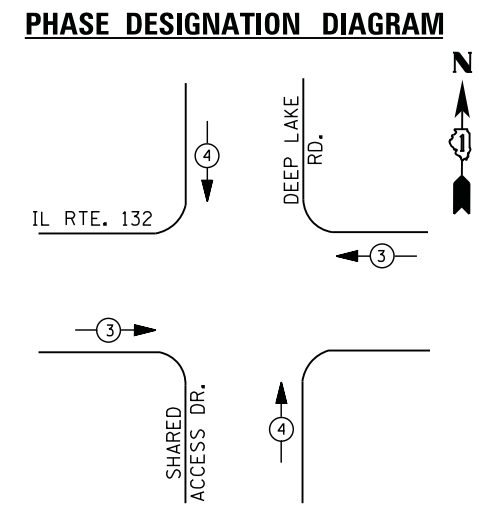 PHASE DESIGNATION DIAGRAM
N
1
DEEP LAKE
RD.
4
IL RTE. 132
3
3
SHARED
ACCESS DR.
4